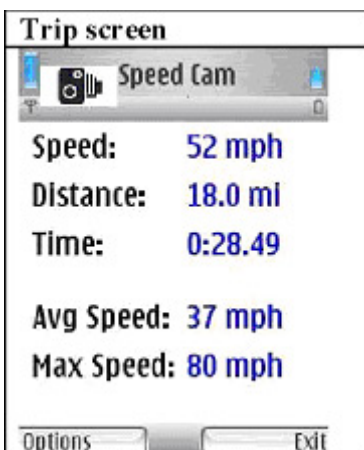 Trip screen
Speed Cam
Speed: 52 mph
Distance: 18.0 mi
Time: 0:28.49
Avg Speed: 37 mph
Max Speed: 80 mph
Options Exit